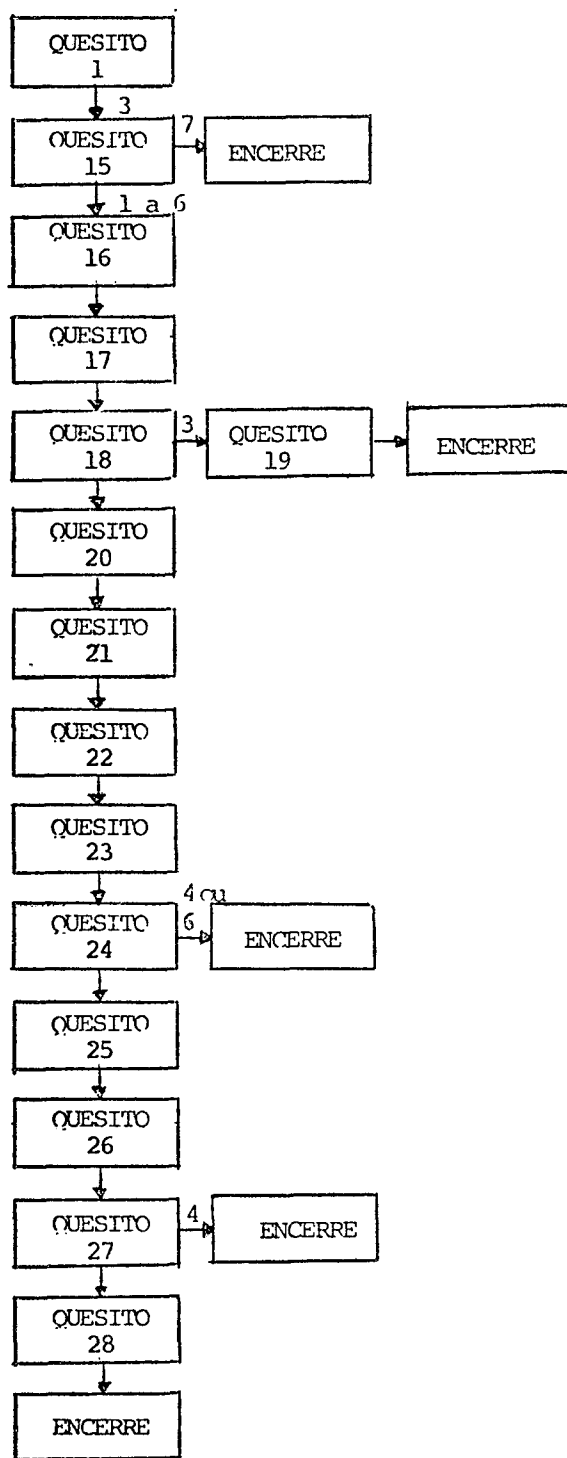 QUESITO
1
3
QUESITO
15
7
ENCERRE
1 a 6
QUESITO
16
QUESITO
17
QUESITO
18
3
QUESITO
19
ENCERRE
QUESITO
20
QUESITO
21
QUESITO
22
QUESITO
23
QUESITO
24
4 ou
6
ENCERRE
QUESITO
25
QUESITO
26
QUESITO
27
4
ENCERRE
QUESITO
28
ENCERRE